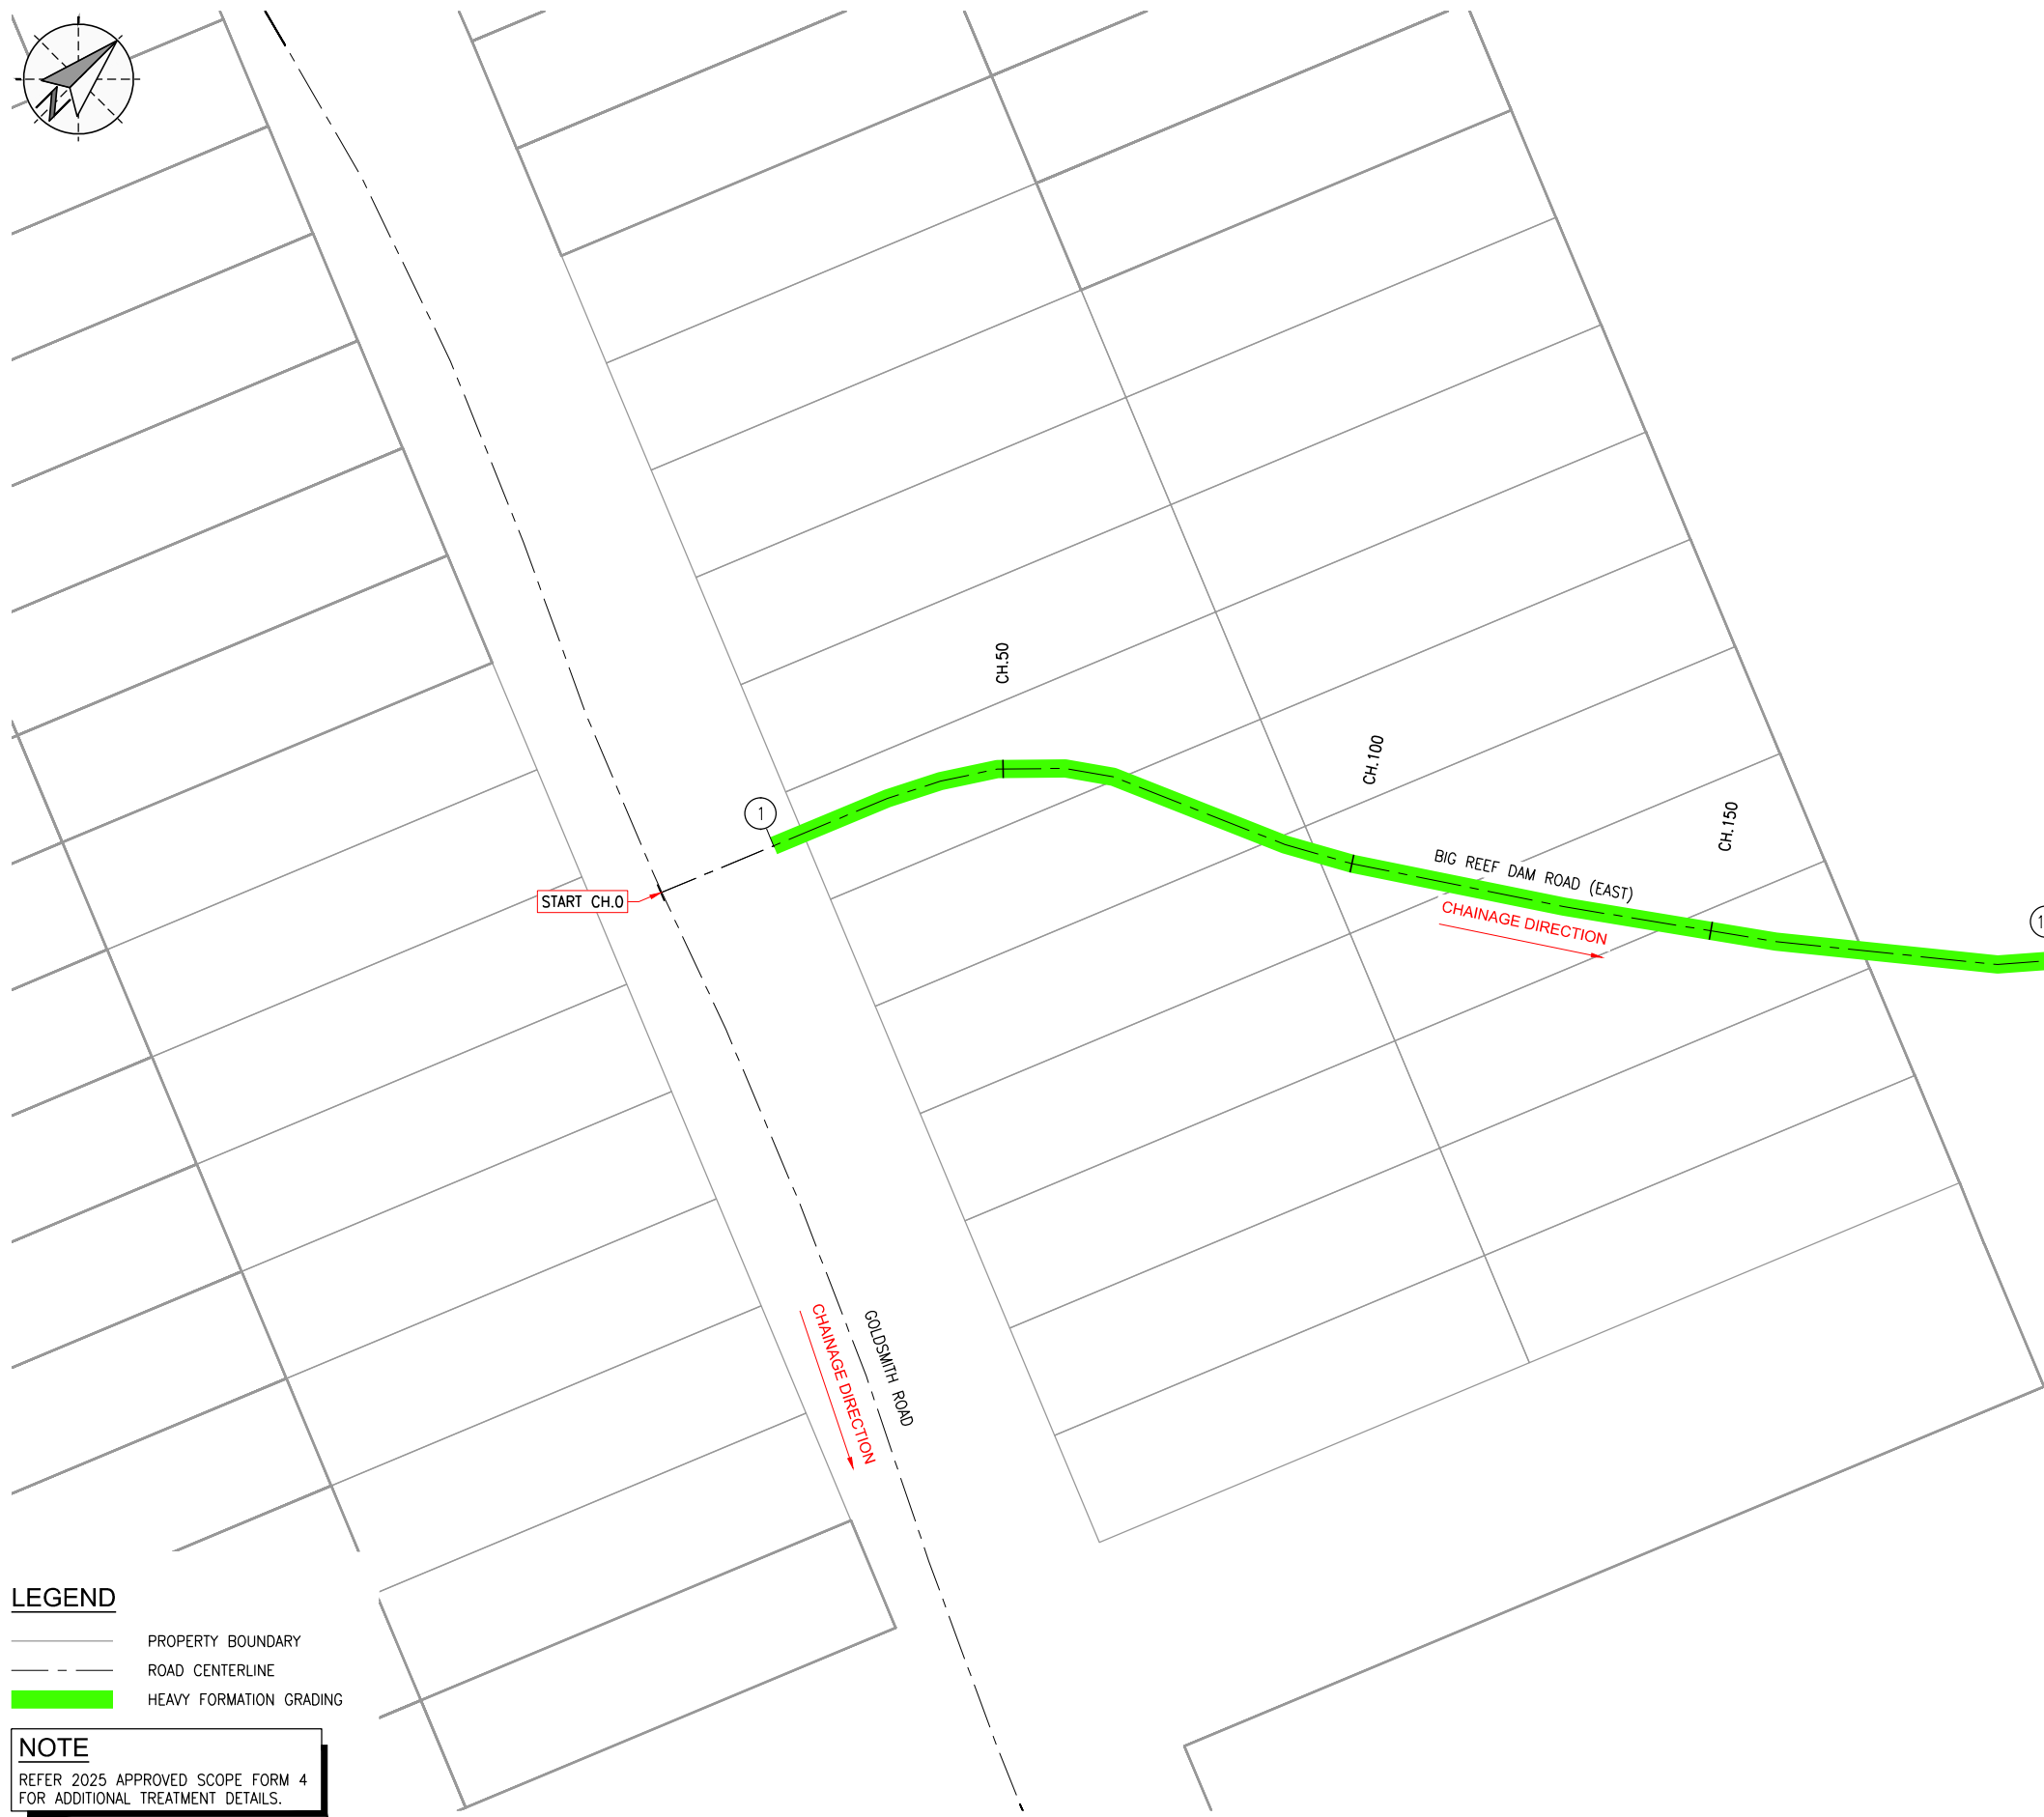 N
CH.50
CH.100
CH.150
1
BIG REEF DAM ROAD (EAST)
CHAINAGE DIRECTION
1
START CH.0
CHAINAGE DIRECTION
GOLDSMITH ROAD
LEGEND
PROPERTY BOUNDARY
ROAD CENTERLINE
HEAVY FORMATION GRADING
NOTE
REFER 2025 APPROVED SCOPE FORM 4
FOR ADDITIONAL TREATMENT DETAILS.